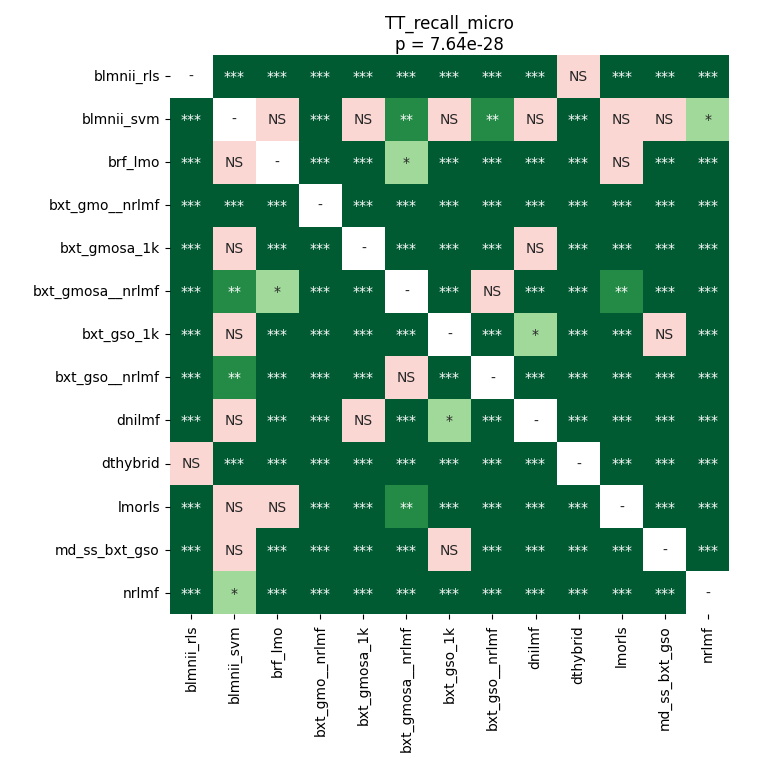 TT_recall_micro
p = 7.64e-28
blmnii_rls - *** *** *** *** *** *** *** *** NS *** *** ***
blmnii_svm *** - NS *** NS ** NS ** NS *** NS NS *
brf_lmo *** NS - *** *** * *** *** *** *** NS *** ***
bxt_gmo__nrlmf *** *** *** - *** *** *** *** *** *** *** *** ***
bxt_gmosa_1k *** NS *** *** - *** *** *** NS *** *** *** ***
bxt_gmosa__nrlmf *** ** * *** *** - *** NS *** *** ** *** ***
bxt_gso_1k *** NS *** *** *** *** - *** * *** *** NS ***
bxt_gso__nrlmf *** ** *** *** *** NS *** - *** *** *** *** ***
dnilmf *** NS *** *** NS *** * *** - *** *** *** ***
dthybrid NS *** *** *** *** *** *** *** *** - *** *** ***
lmorls *** NS NS *** *** ** *** *** *** *** - *** ***
md_ss_bxt_gso *** NS *** *** *** *** NS *** *** *** *** - ***
nrlmf *** * *** *** *** *** *** *** *** *** *** *** -
blmnii_rls
blmnii_svm
brf_lmo
bxt_gmo__nrlmf
bxt_gmosa_1k
bxt_gmosa__nrlmf
bxt_gso_1k
bxt_gso__nrlmf
dnilmf
dthybrid
lmorls
md_ss_bxt_gso
nrlmf